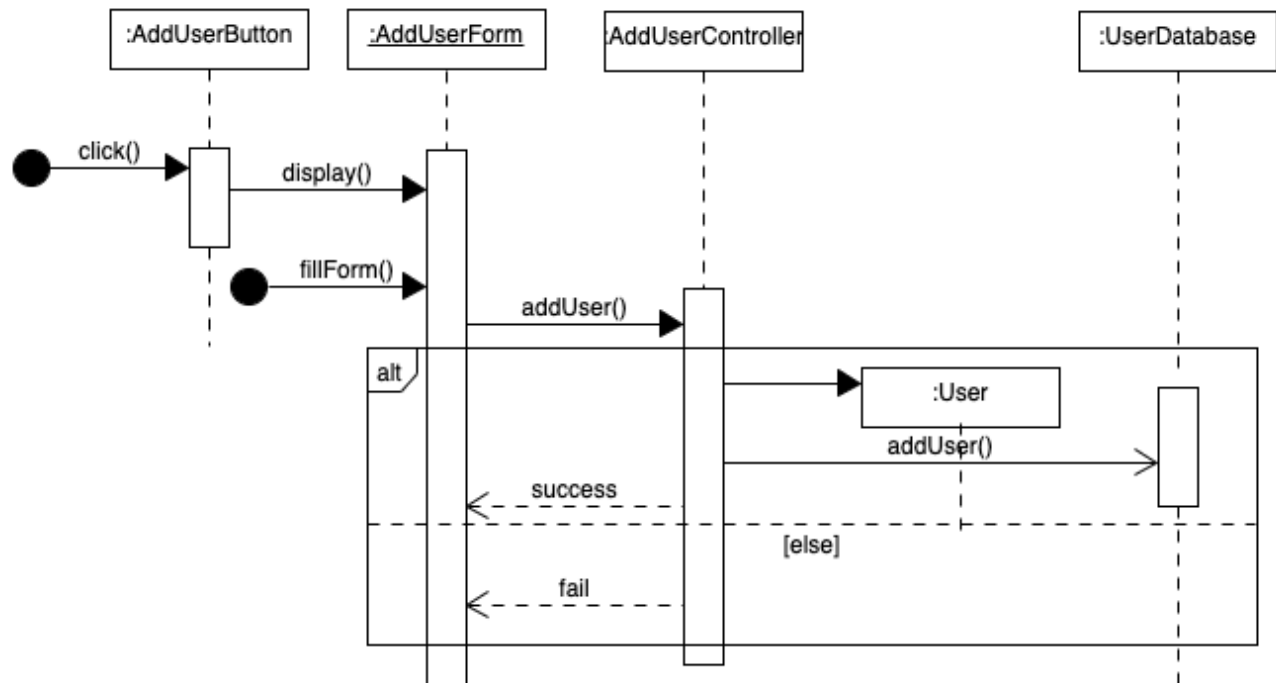 :AddUserButton
:AddUserForm
:AddUserController
:UserDatabase
click()
display()
fillForm()
addUser()
alt
:User
addUser()
success
[else]
fail